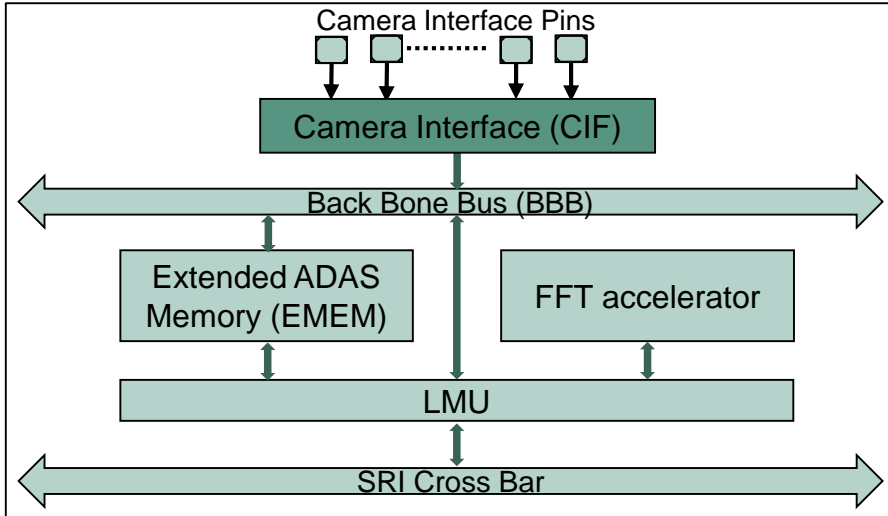 Camera Interface Pins
Camera Interface (CIF)
Back Bone Bus (BBB)
Extended ADAS
Memory (EMEM)
FFT accelerator
LMU
SRI Cross Bar